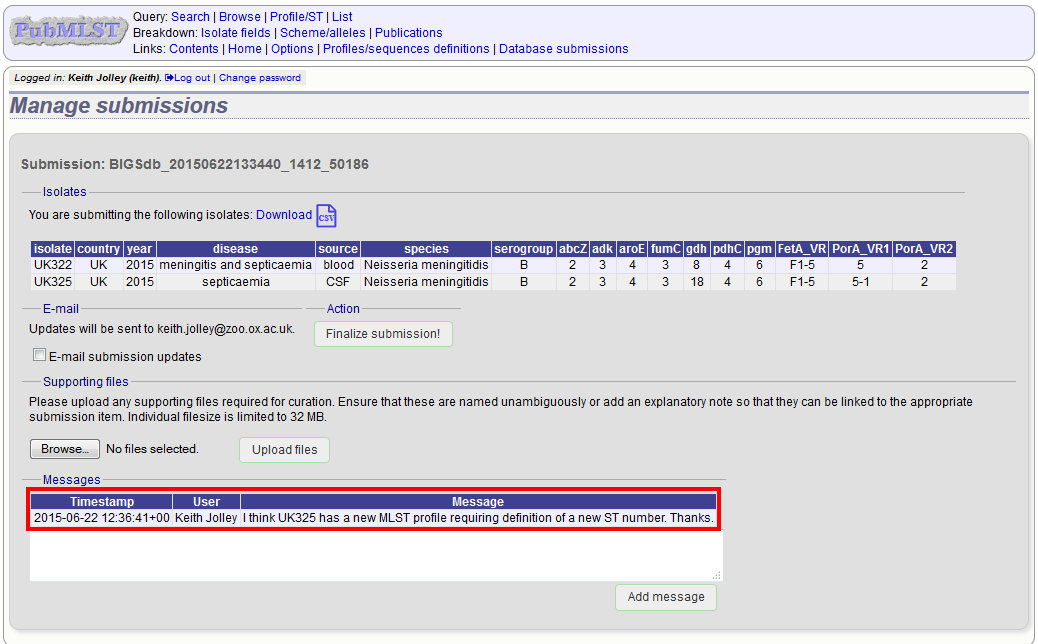 PubMLST
Query: Search | Browse | Profile/ST | List
Breakdown: Isolate fields | Scheme/alleles | Publications
Links: Contents | Home | Options | Profiles/sequences definitions | Database submissions
Logged in: Keith Jolley (keith). Log out | Change password
Manage submissions
Submission: BIGSdb_20150622133440_1412_50186
Isolates
You are submitting the following isolates: Download CSV
isolate country year disease source species serogroup abcZ adk aroE fumC gdh pdhC pgm FetA_VR PorA_VR1 PorA_VR2
UK322 UK 2015 meningitis and septicaemia blood Neisseria meningitidis B 2 3 4 3 8 4 6 F1-5 5 2
UK325 UK 2015 septicaemia CSF Neisseria meningitidis B 2 3 4 3 18 4 6 F1-5 5-1 2
E-mail
Updates will be sent to keith.jolley@zoo.ox.ac.uk.
E-mail submission updates
Action
Finalize submission!
Supporting files
Please upload any supporting files required for curation. Ensure that these are named unambiguously or add an explanatory note so that they can be linked to the appropriate
submission item. Individual filesize is limited to 32 MB.
Browse... No files selected. Upload files
Messages
Timestamp User Message
2015-06-22 12:36:41+00 Keith Jolley I think UK325 has a new MLST profile requiring definition of a new ST number. Thanks.
Add message